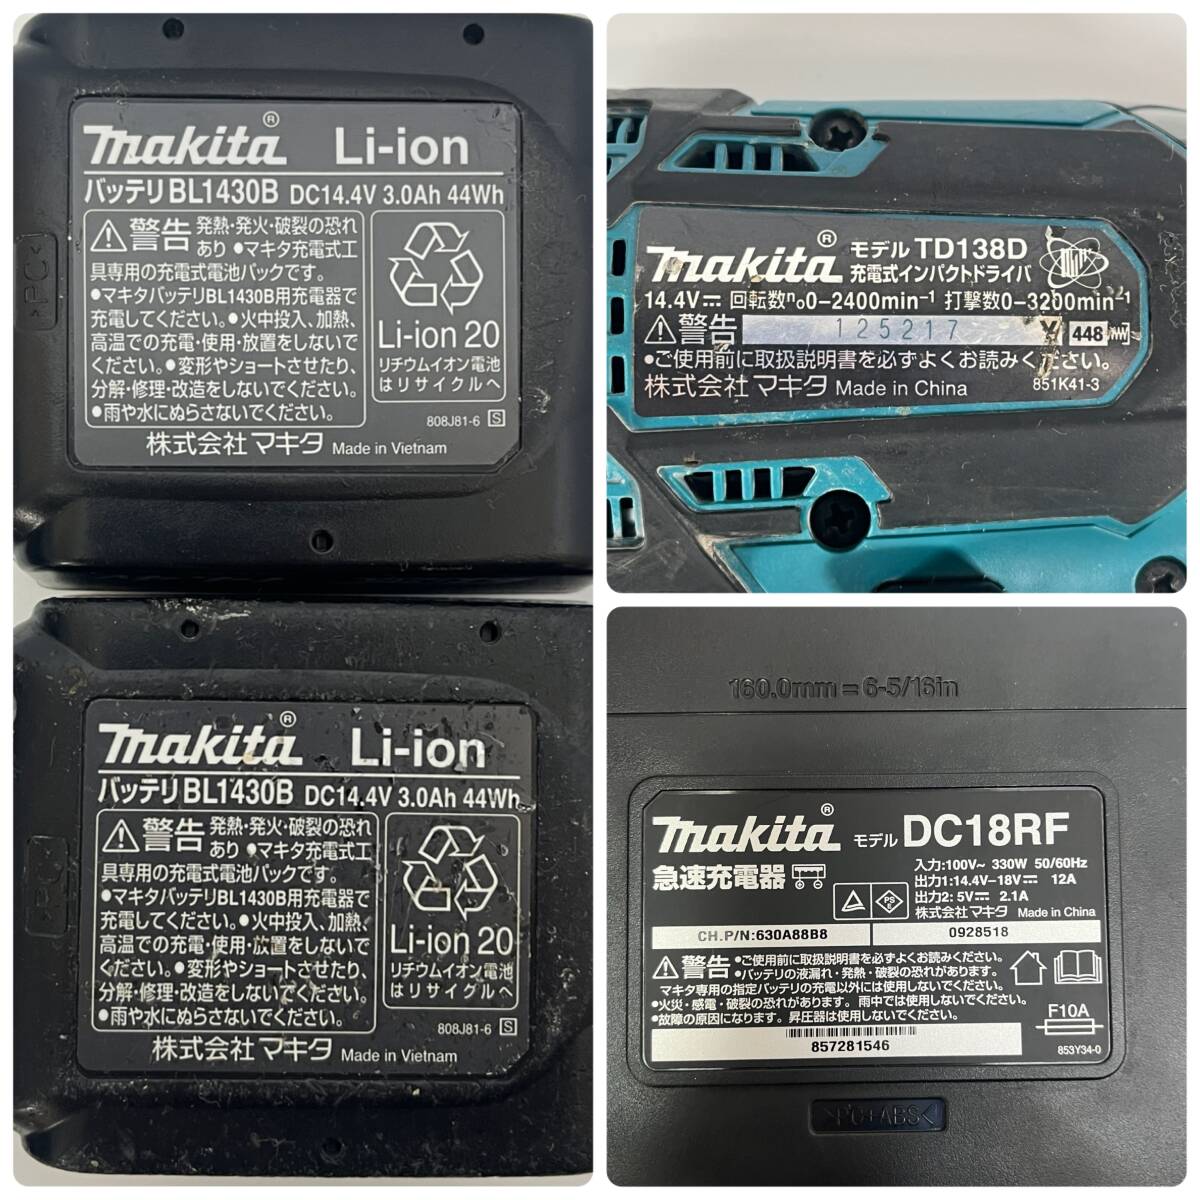 makita® Li-ion
バッテリ BL1430B DC14.4V 3.0Ah 44Wh
⚠警告 発熱・発火・破裂の恐れ
あり ●マキタ充電式工
具専用の充電式電池パックです。
●マキタバッテリBL1430B用充電器で
充電してください。●火中投入、加熱、
高温での充電・使用・放置をしないで
ください。●変形やショートさせたり、
分解・修理・改造をしないでください。
●雨や水にぬらさないでください。
Li-ion 20
リチウムイオン電池
はリサイクルへ
808J81-6 S
株式会社 マキタ Made in Vietnam
>PC<
makita® モデル TD138D
充電式インパクトドライバ
14.4V 回転数n₀0-2400min⁻¹ 打撃数0-3200min⁻¹
⚠警告 125217 448
●ご使用前に取扱説明書を必ずよくお読みください。
株式会社 マキタ Made in China 851K41-3
makita® Li-ion
バッテリ BL1430B DC14.4V 3.0Ah 44Wh
⚠警告 発熱・発火・破裂の恐れ
あり ●マキタ充電式工
具専用の充電式電池パックです。
●マキタバッテリBL1430B用充電器で
充電してください。●火中投入、加熱、
高温での充電・使用・放置をしないで
ください。●変形やショートさせたり、
分解・修理・改造をしないでください。
●雨や水にぬらさないでください。
Li-ion 20
リチウムイオン電池
はリサイクルへ
808J81-6 S
株式会社 マキタ Made in Vietnam
160.0mm=6-5/16in
makita® モデル DC18RF
急速充電器
入力:100V~ 330W 50/60Hz
出力1:14.4V-18V 12A
出力2: 5V 2.1A
株式会社 マキタ Made in China
PS
E
CH.P/N:630A88B8 0928518
⚠警告 ●ご使用前に取扱説明書を必ずよくお読みください。
●バッテリの液漏れ・発熱・破裂の恐れがあります。
マキタ専用の指定バッテリの充電以外には使用しないでください。
●火災・感電・破裂の恐れがあります。雨中では使用しないでください。
●故障の原因になります。昇圧器は使用しないでください。
F10A
857281546
853Y34-0
>PC+ABS<